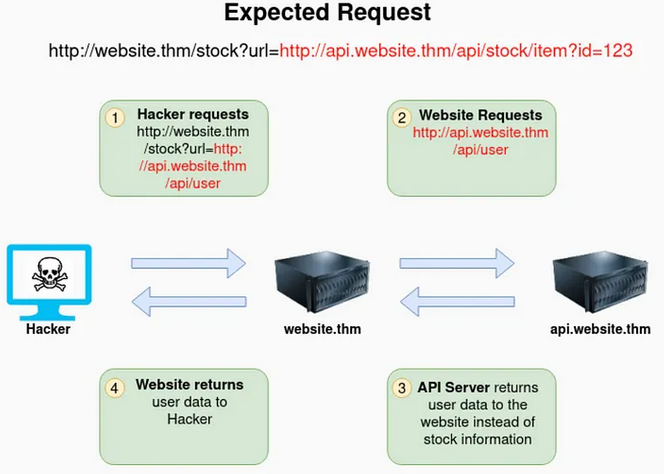 Expected Request
http://website.thm/stock?url=http://api.website.thm/api/stock/item?id=123
1
Hacker requests
http://website.thm
/stock?url=http:
//api.website.thm
/api/user
2
Website Requests
http://api.website.thm
/api/user
Hacker
website.thm
api.website.thm
4
Website returns
user data to
Hacker
3
API Server returns
user data to the
website instead of
stock information